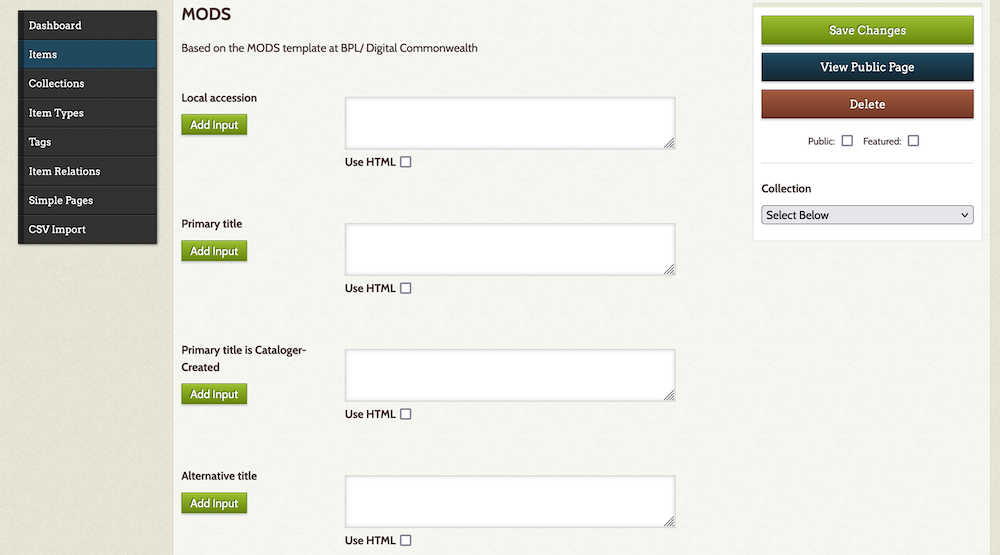 Dashboard
Items
Collections
Item Types
Tags
Item Relations
Simple Pages
CSV Import
MODS
Based on the MODS template at BPL/ Digital Commonwealth
Local accession
Add Input
Use HTML
Primary title
Add Input
Use HTML
Primary title is Cataloger-
Created
Add Input
Use HTML
Alternative title
Add Input
Use HTML
Save Changes
View Public Page
Delete
Public: Featured:
Collection
Select Below